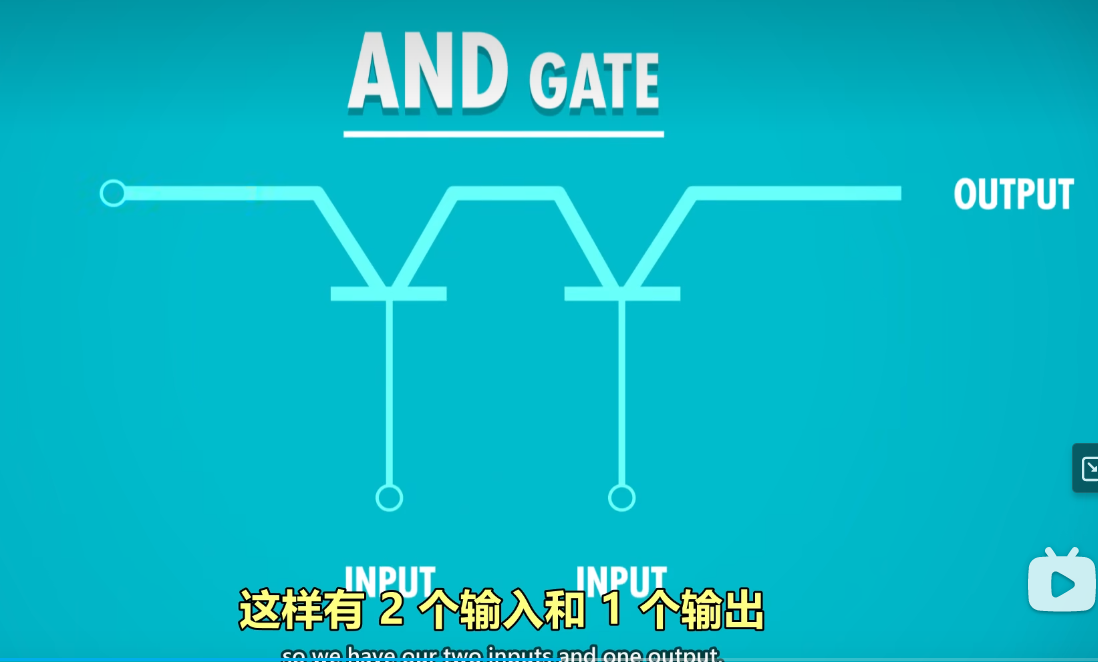 AND GATE
OUTPUT
INPUT INPUT
这样有 2 个输入和 1 个输出
so we have our two inputs and one output.